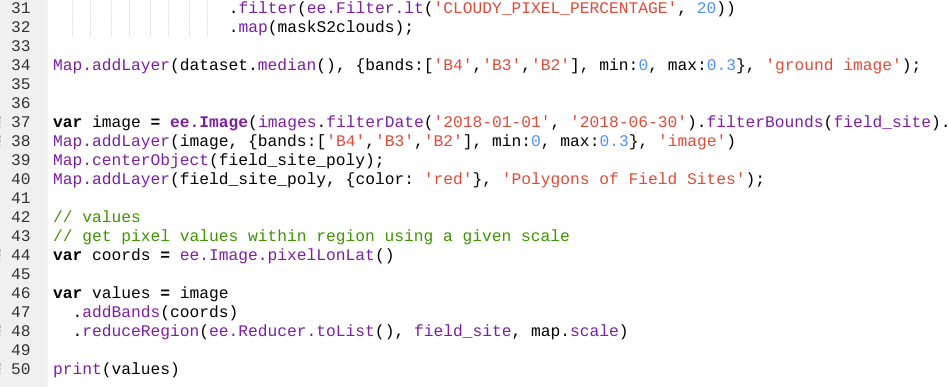 31 .filter(ee.Filter.lt('CLOUDY_PIXEL_PERCENTAGE', 20))
32 .map(maskS2clouds);
33
34 Map.addLayer(dataset.median(), {bands:['B4','B3','B2'], min:0, max:0.3}, 'ground image');
35
36
37 var image = ee.Image(images.filterDate('2018-01-01', '2018-06-30').filterBounds(field_site).
38 Map.addLayer(image, {bands:['B4','B3','B2'], min:0, max:0.3}, 'image')
39 Map.centerObject(field_site_poly);
40 Map.addLayer(field_site_poly, {color: 'red'}, 'Polygons of Field Sites');
41
42 // values
43 // get pixel values within region using a given scale
44 var coords = ee.Image.pixelLonLat()
45
46 var values = image
47 .addBands(coords)
48 .reduceRegion(ee.Reducer.toList(), field_site, map.scale)
49
50 print(values)